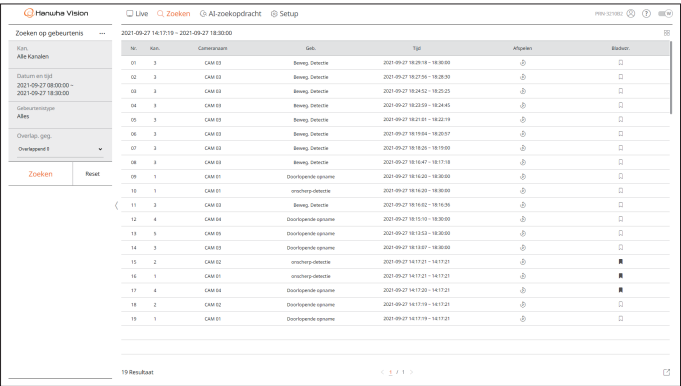 Hanwha Vision
Live Zoeken AI-zoekopdracht Setup
PRN-3210B2
Zoeken op gebeurtenis ...
2021-09-27 14:17:19 ~ 2021-09-27 18:30:00
Kan.
Alle Kanalen
Datum en tijd
2021-09-27 08:00:00 ~
2021-09-27 18:30:00
Gebeurtenistype
Alles
Overlap. geg.
Overlappend 0
Zoeken Reset
Nr. Kan. Cameranaam Geb. Tijd Afspelen Bladwzr.
01 3 CAM 03 Beweg. Detectie 2021-09-27 18:29:18 ~ 18:30:00
02 3 CAM 03 Beweg. Detectie 2021-09-27 18:27:56 ~ 18:28:30
03 3 CAM 03 Beweg. Detectie 2021-09-27 18:24:52 ~ 18:25:25
04 3 CAM 03 Beweg. Detectie 2021-09-27 18:23:59 ~ 18:24:45
05 3 CAM 03 Beweg. Detectie 2021-09-27 18:21:01 ~ 18:22:19
06 3 CAM 03 Beweg. Detectie 2021-09-27 18:19:04 ~ 18:20:57
07 3 CAM 03 Beweg. Detectie 2021-09-27 18:18:26 ~ 18:19:00
08 3 CAM 03 Beweg. Detectie 2021-09-27 18:16:47 ~ 18:17:18
09 1 CAM 01 Doorlopende opname 2021-09-27 18:16:20 ~ 18:30:00
10 1 CAM 01 onscherp-detectie 2021-09-27 18:16:20 ~ 18:30:00
11 3 CAM 03 Beweg. Detectie 2021-09-27 18:16:02 ~ 18:16:36
12 4 CAM 04 Doorlopende opname 2021-09-27 18:15:10 ~ 18:30:00
13 5 CAM 05 Doorlopende opname 2021-09-27 18:13:53 ~ 18:30:00
14 3 CAM 03 Doorlopende opname 2021-09-27 18:13:07 ~ 18:30:00
15 2 CAM 02 onscherp-detectie 2021-09-27 14:17:21 ~ 14:17:21
16 1 CAM 01 onscherp-detectie 2021-09-27 14:17:21 ~ 14:17:21
17 4 CAM 04 Doorlopende opname 2021-09-27 14:17:20 ~ 14:17:21
18 2 CAM 02 Doorlopende opname 2021-09-27 14:17:19 ~ 14:17:21
19 1 CAM 01 Doorlopende opname 2021-09-27 14:17:19 ~ 14:17:21
19 Resultaat
< 1 / 1 >